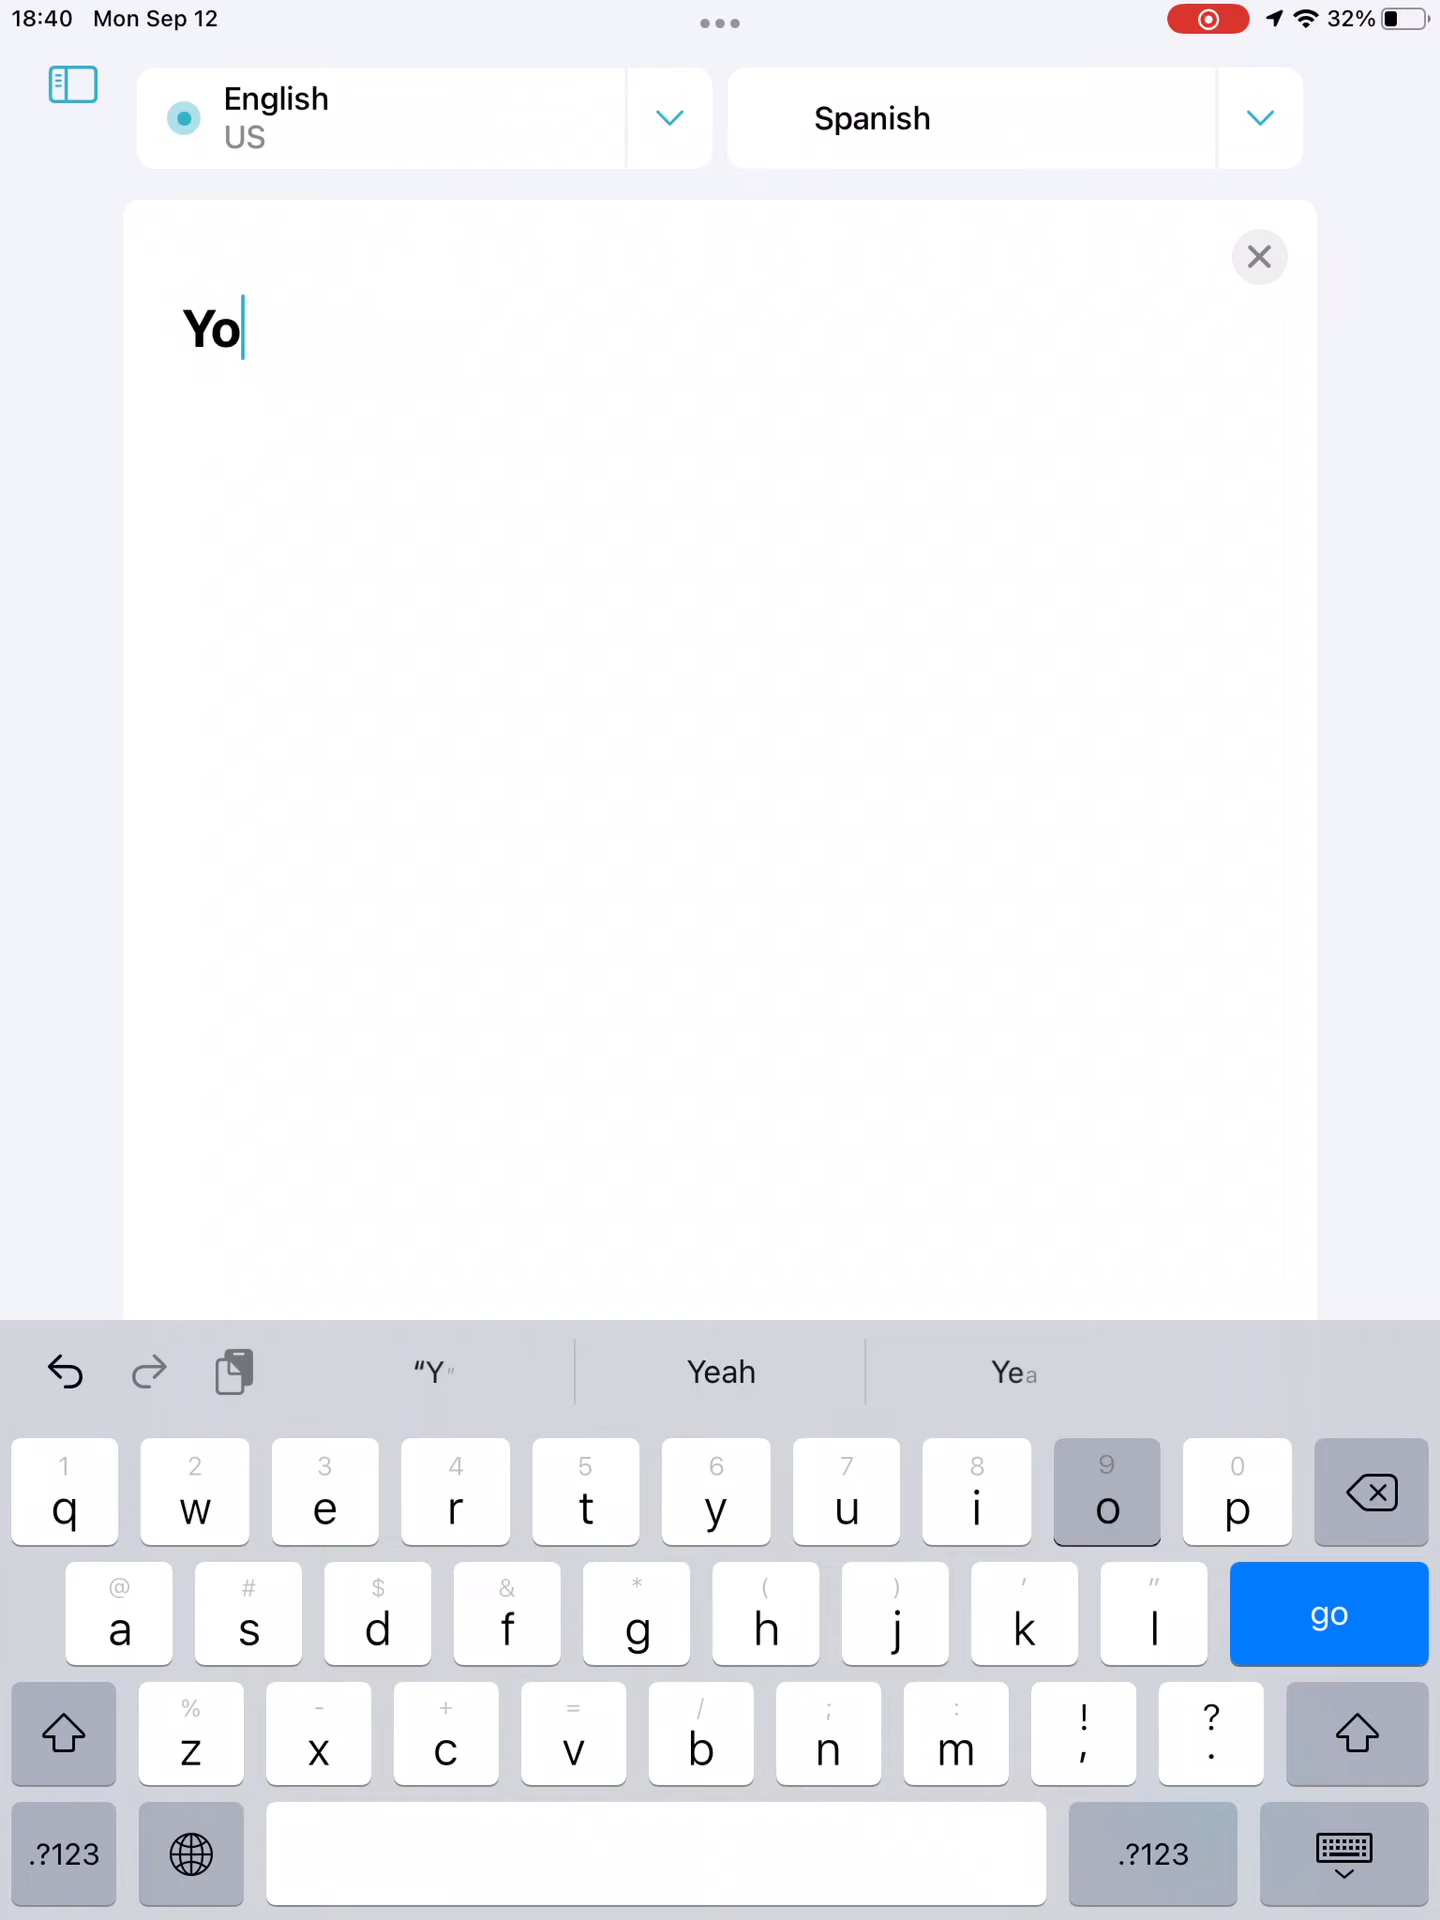 18:40 Mon Sep 12
32%
English
US
Spanish
Yo
“Y” Yeah Yea
1 2 3 4 5 6 7 8 9 0
q w e r t y u i o p
@ # $ & * ( ) ' "
a s d f g h j k l go
% - + = / ; : ! ?
z x c v b n m , .
.?123 .?123